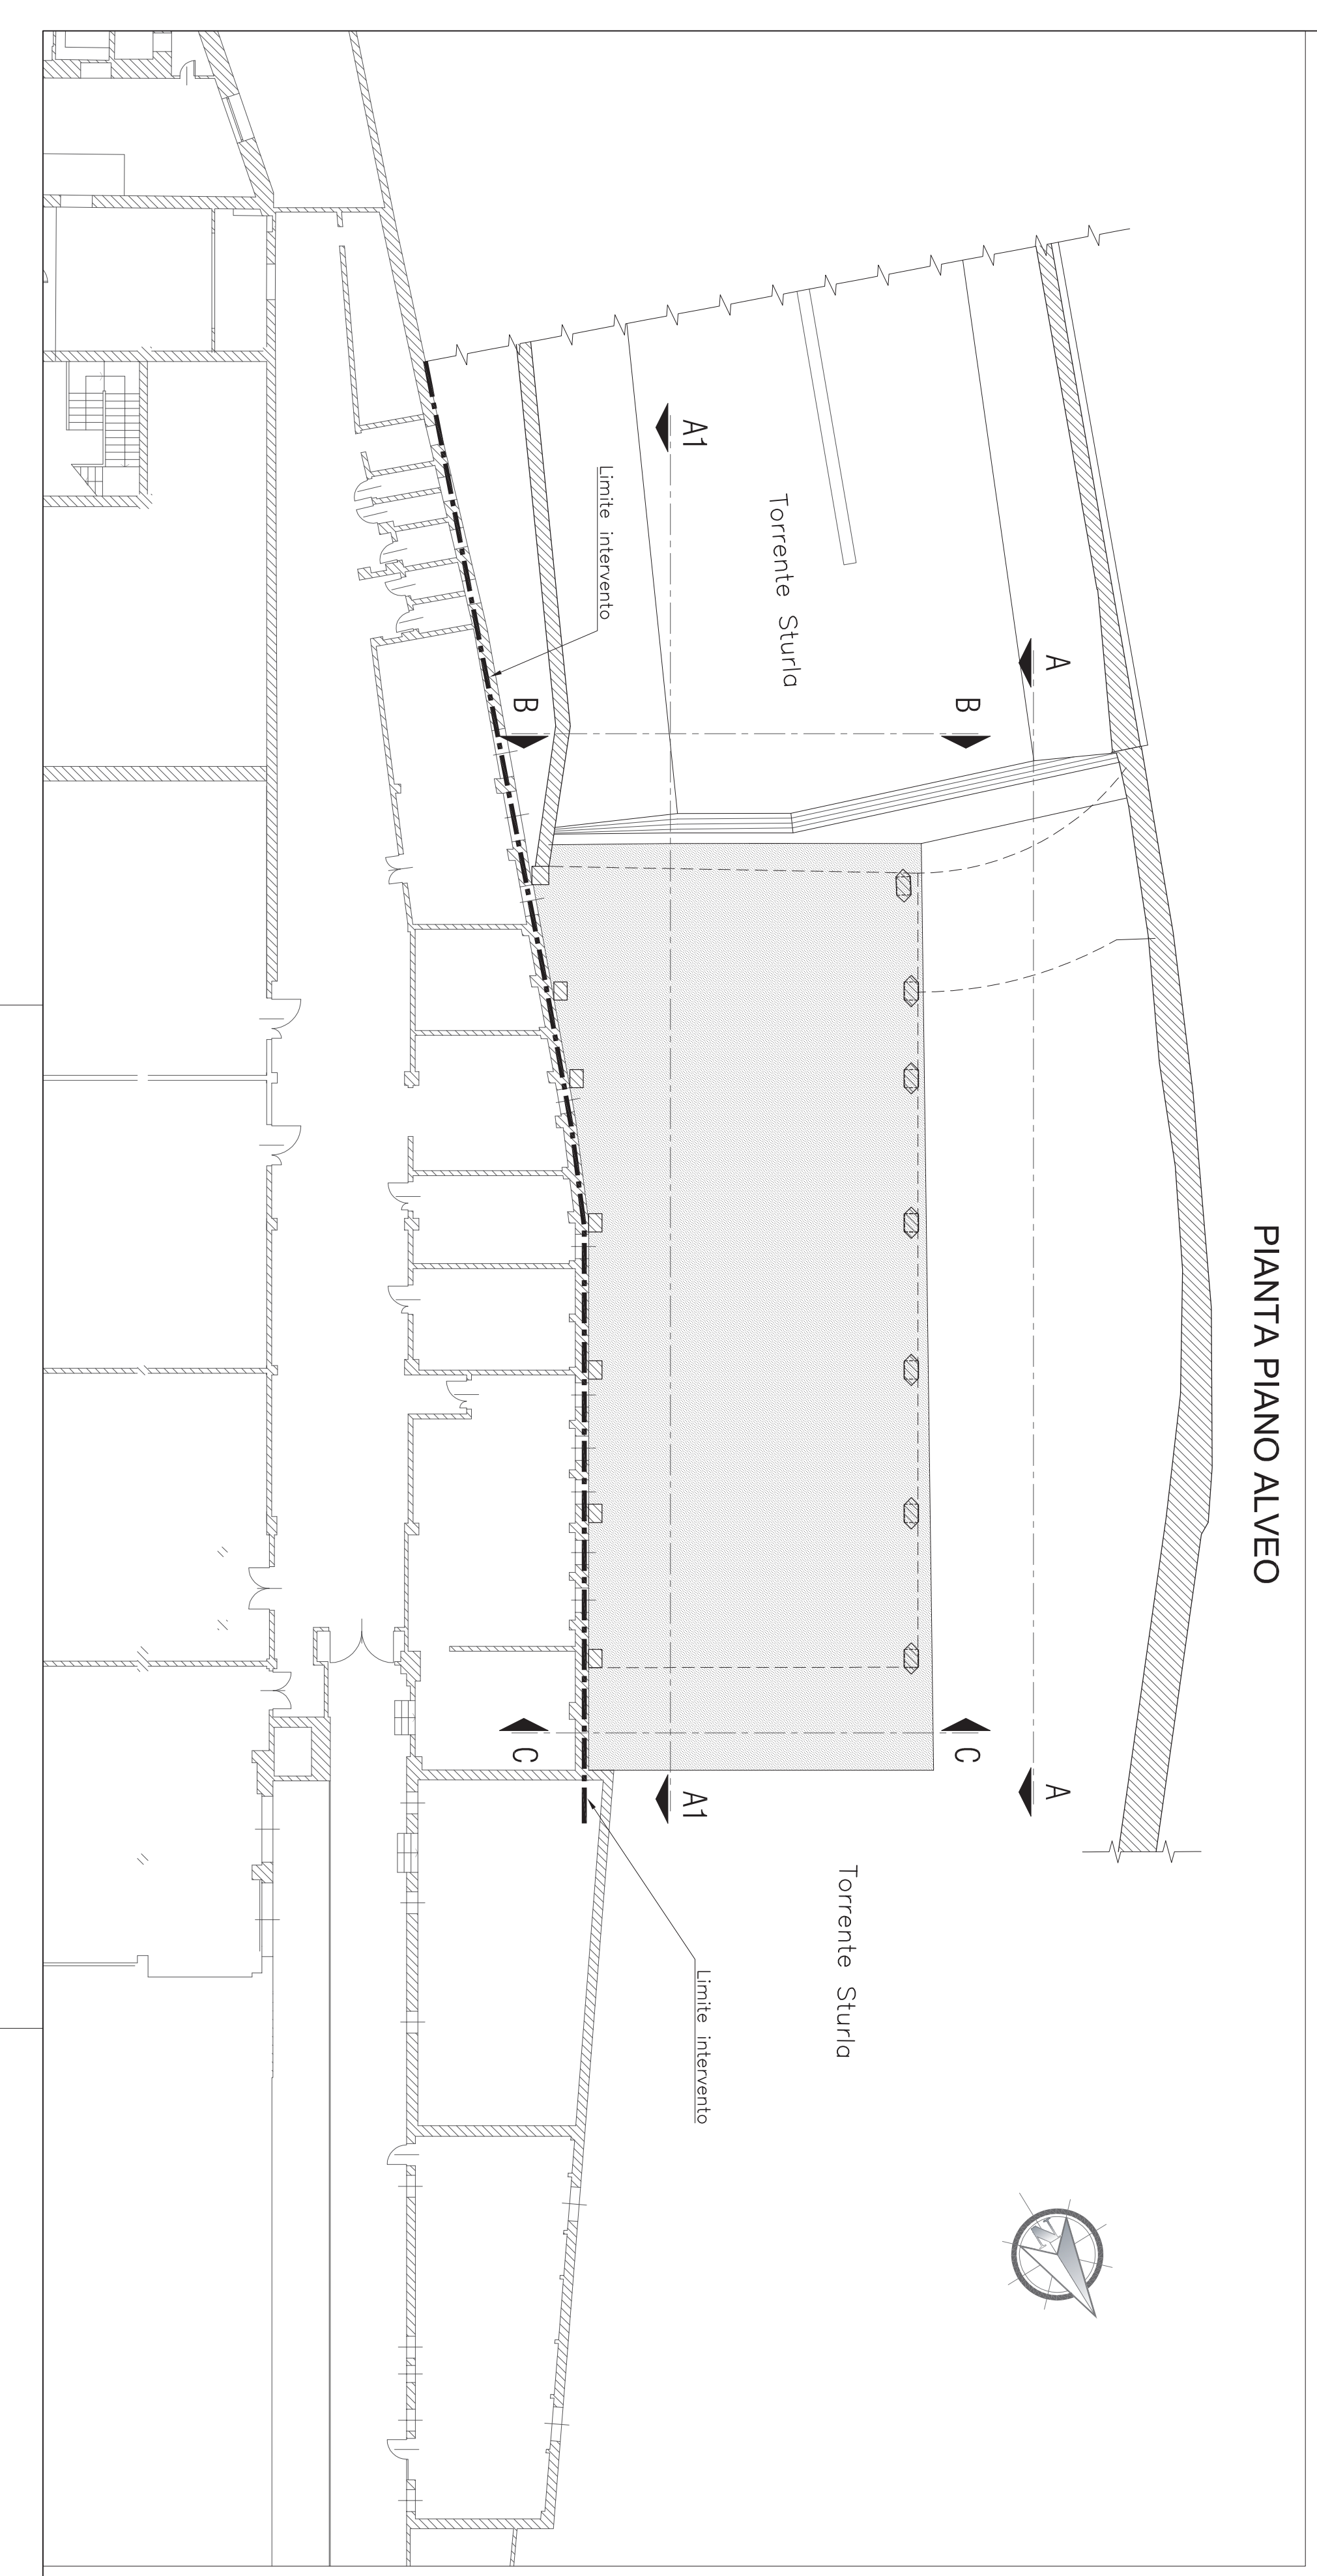 PIANTA PIANO ALVEO
A
A
Torrente Sturla
Torrente Sturla
B
C
A1
A1
Limite intervento
Limite intervento
B
C
N